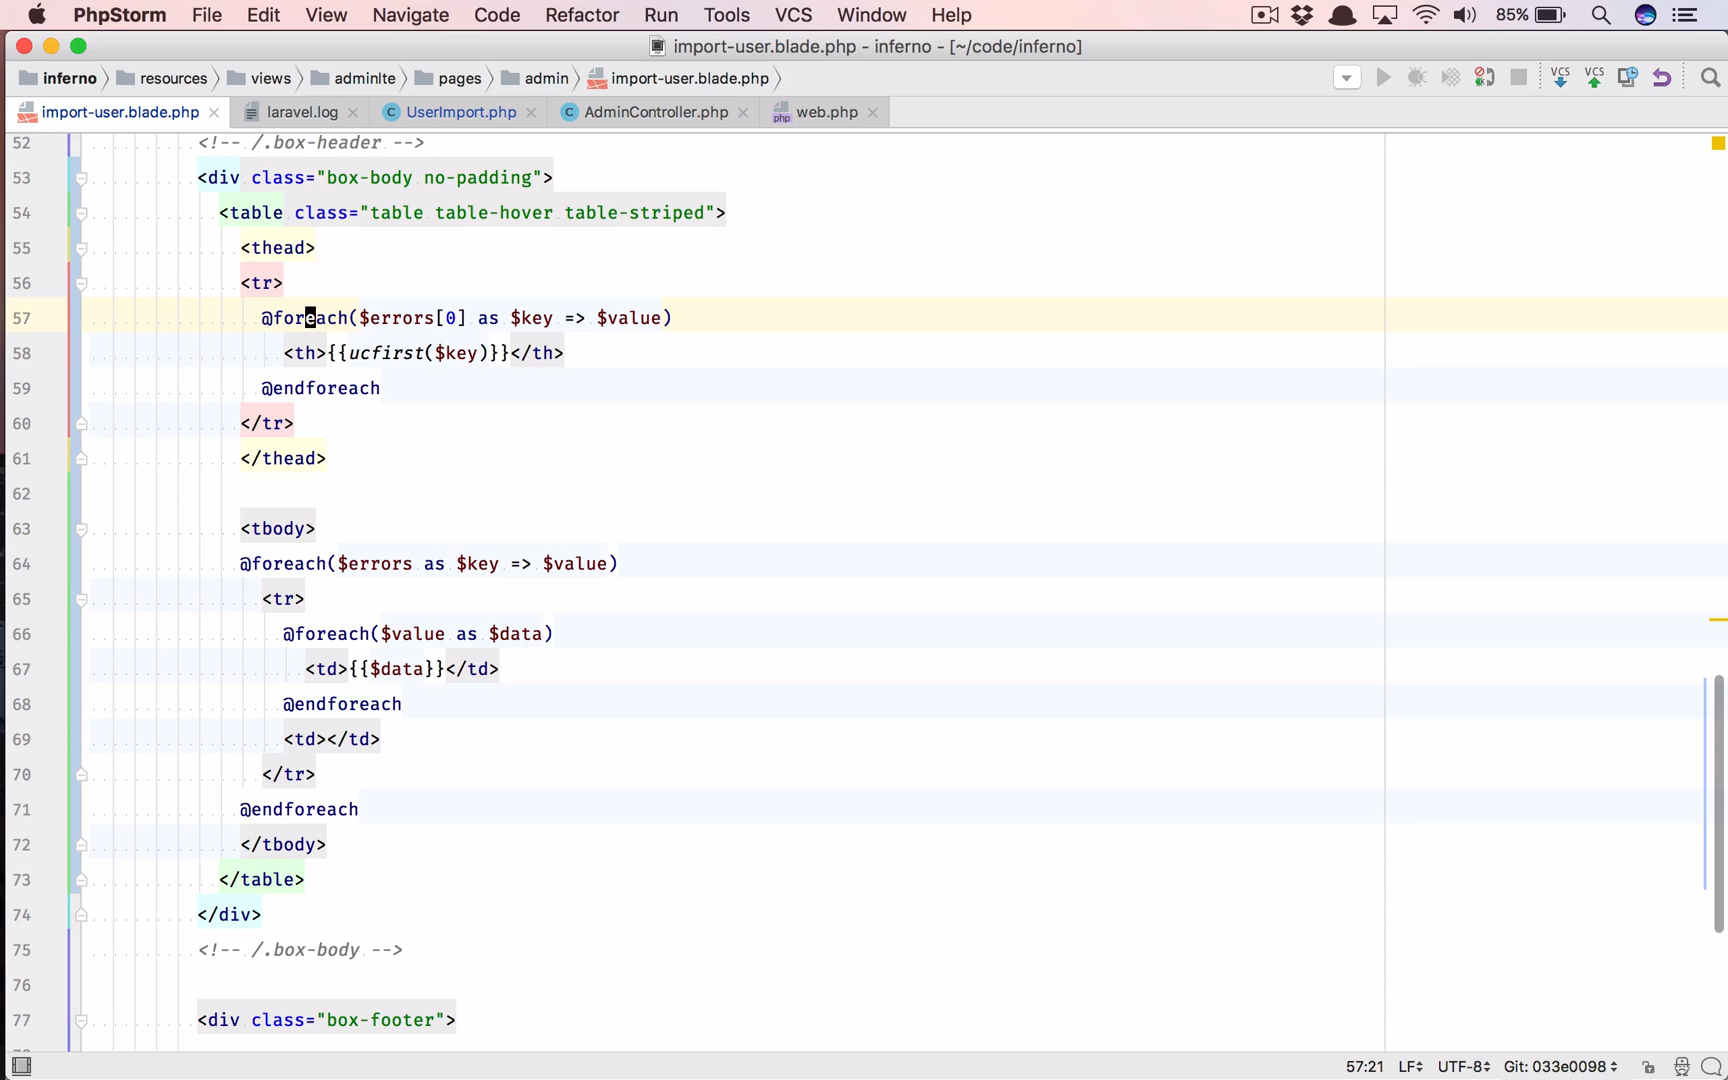 PhpStorm File Edit View Navigate Code Refactor Run Tools VCS Window Help 85%
import-user.blade.php - inferno - [~/code/inferno]
inferno resources views adminlte pages admin import-user.blade.php VCS VCS
import-user.blade.php laravel.log C UserImport.php C AdminController.php php web.php
52 <!-- /.box-header -->
53 <div class="box-body no-padding">
54 <table class="table table-hover table-striped">
55 <thead>
56 <tr>
57 @foreach($errors[0] as $key => $value)
58 <th>{{ucfirst($key)}}</th>
59 @endforeach
60 </tr>
61 </thead>
62
63 <tbody>
64 @foreach($errors as $key => $value)
65 <tr>
66 @foreach($value as $data)
67 <td>{{$data}}</td>
68 @endforeach
69 <td></td>
70 </tr>
71 @endforeach
72 </tbody>
73 </table>
74 </div>
75 <!-- /.box-body -->
76
77 <div class="box-footer">
57:21 LF UTF-8 Git: 033e0098